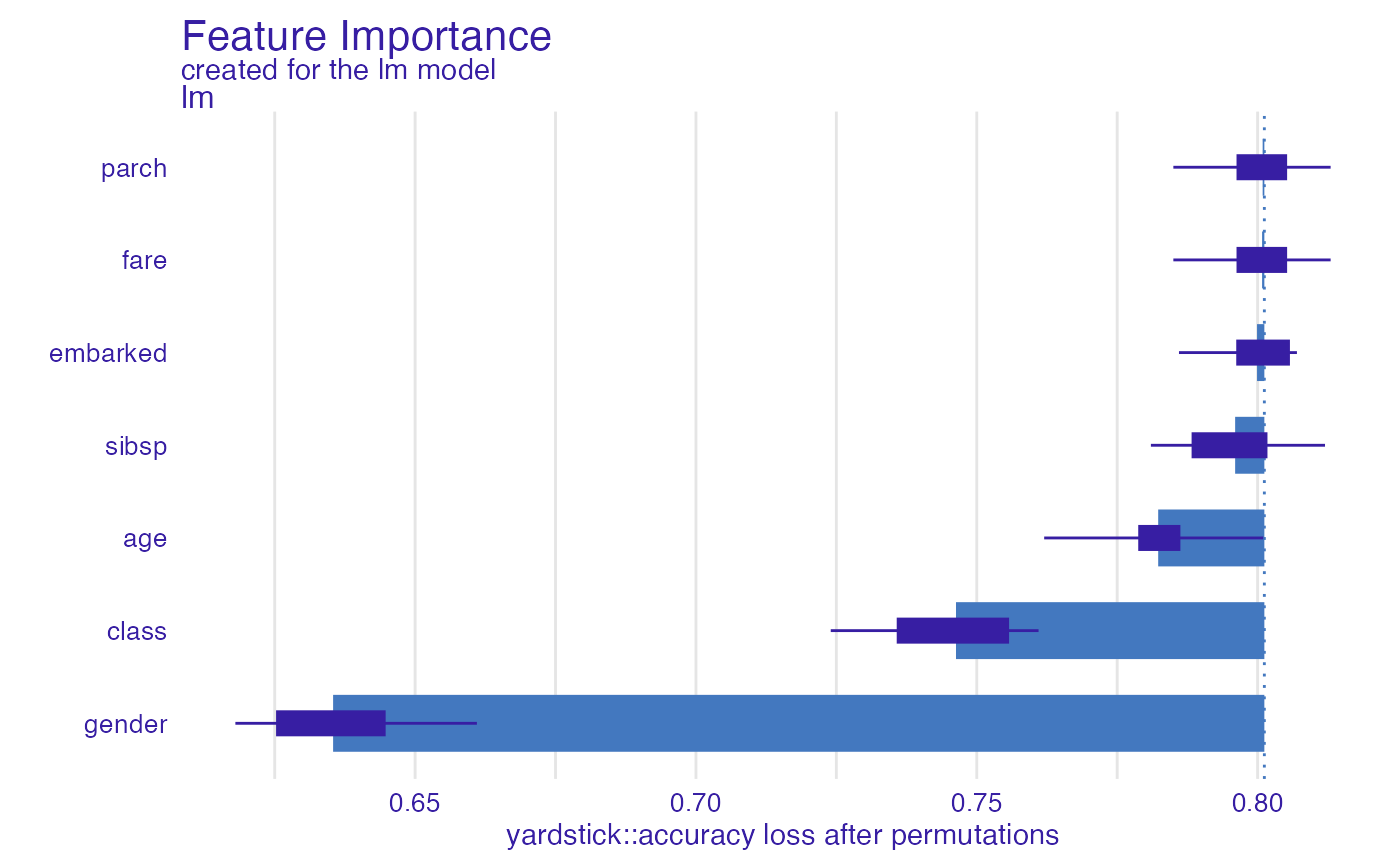 Feature Importance
created for the lm model
lm
parch
fare
embarked
sibsp
age
class
gender
0.65 0.70 0.75 0.80
yardstick::accuracy loss after permutations